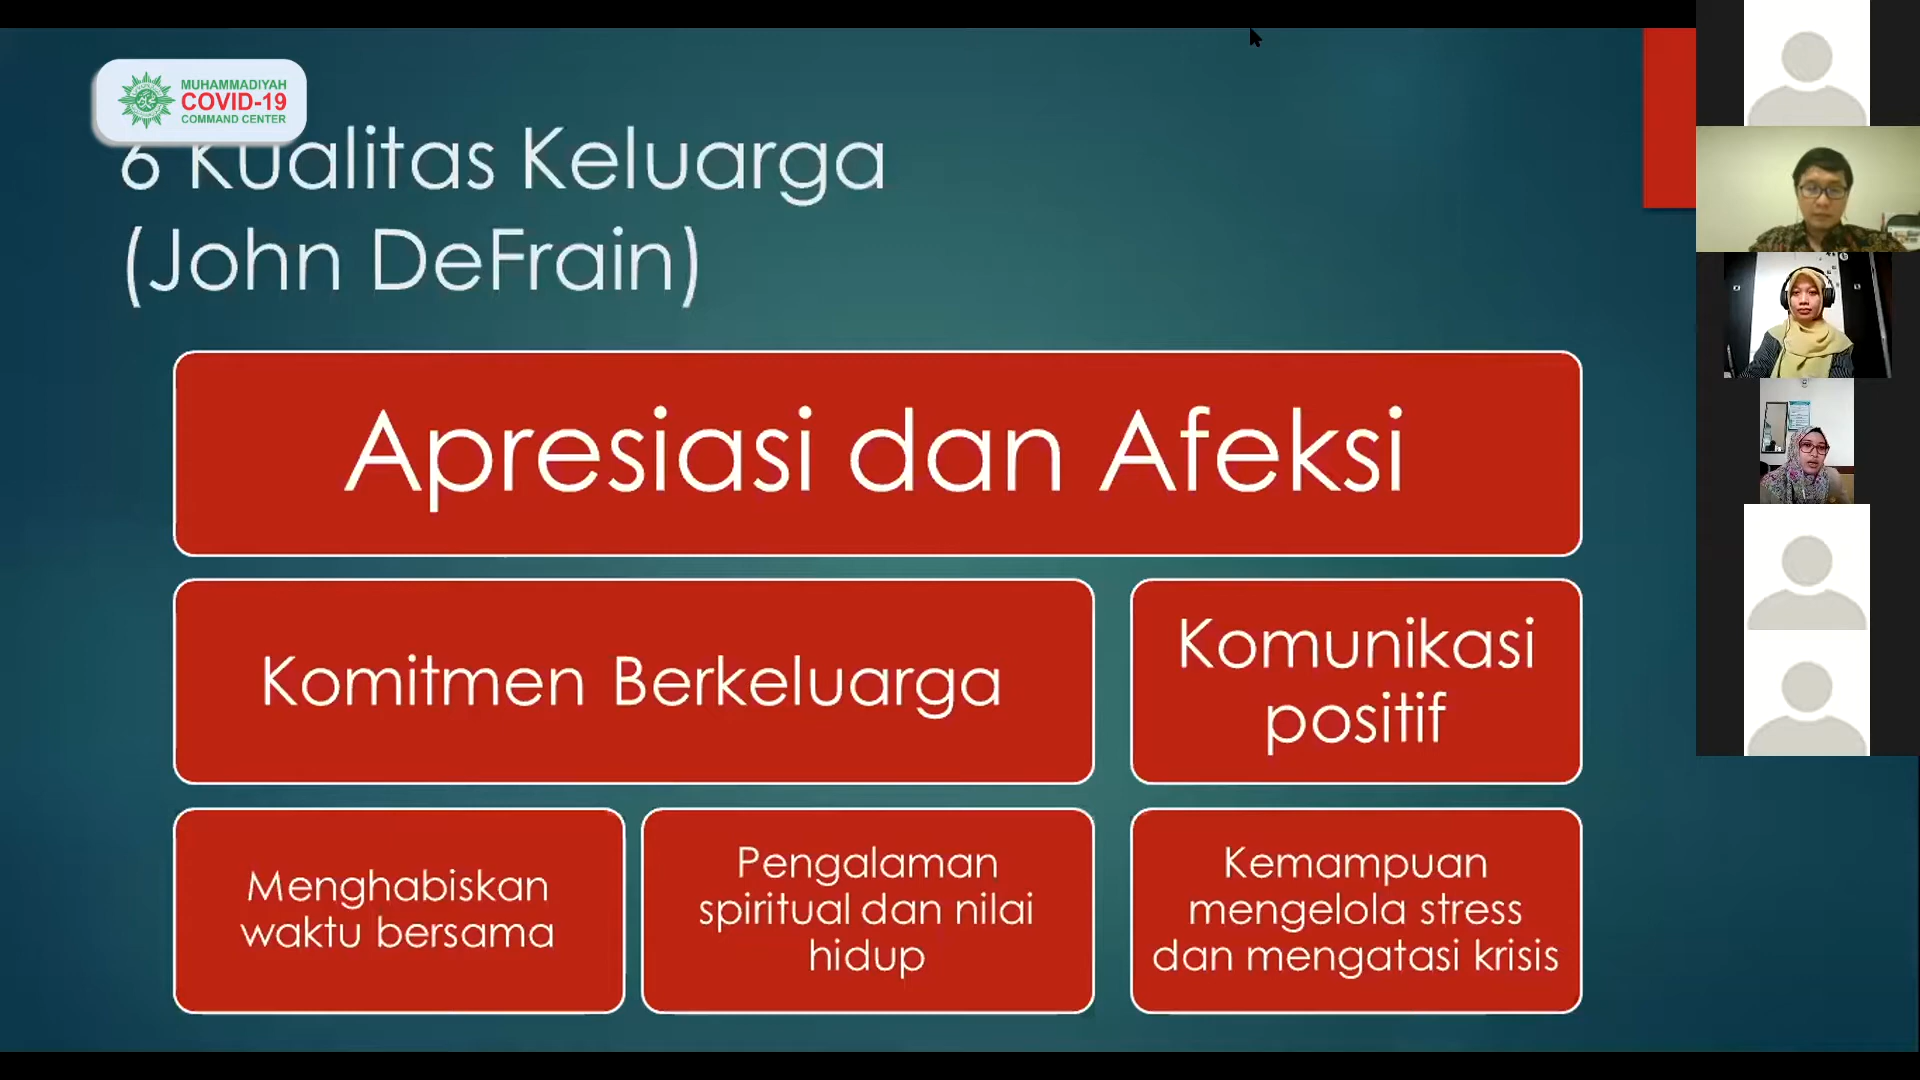 MUHAMMADIYAH
COVID-19
COMMAND CENTER
6 Kualitas Keluarga
(John DeFrain)
Apresiasi dan Afeksi
Komitmen Berkeluarga
Komunikasi
positif
Menghabiskan
waktu bersama
Pengalaman
spiritual dan nilai
hidup
Kemampuan
mengelola stress
dan mengatasi krisis